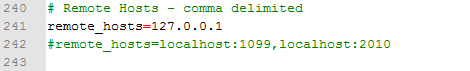 240 # Remote Hosts - comma delimited
241 remote_hosts=127.0.0.1
242 #remote_hosts=localhost:1099,localhost:2010
243